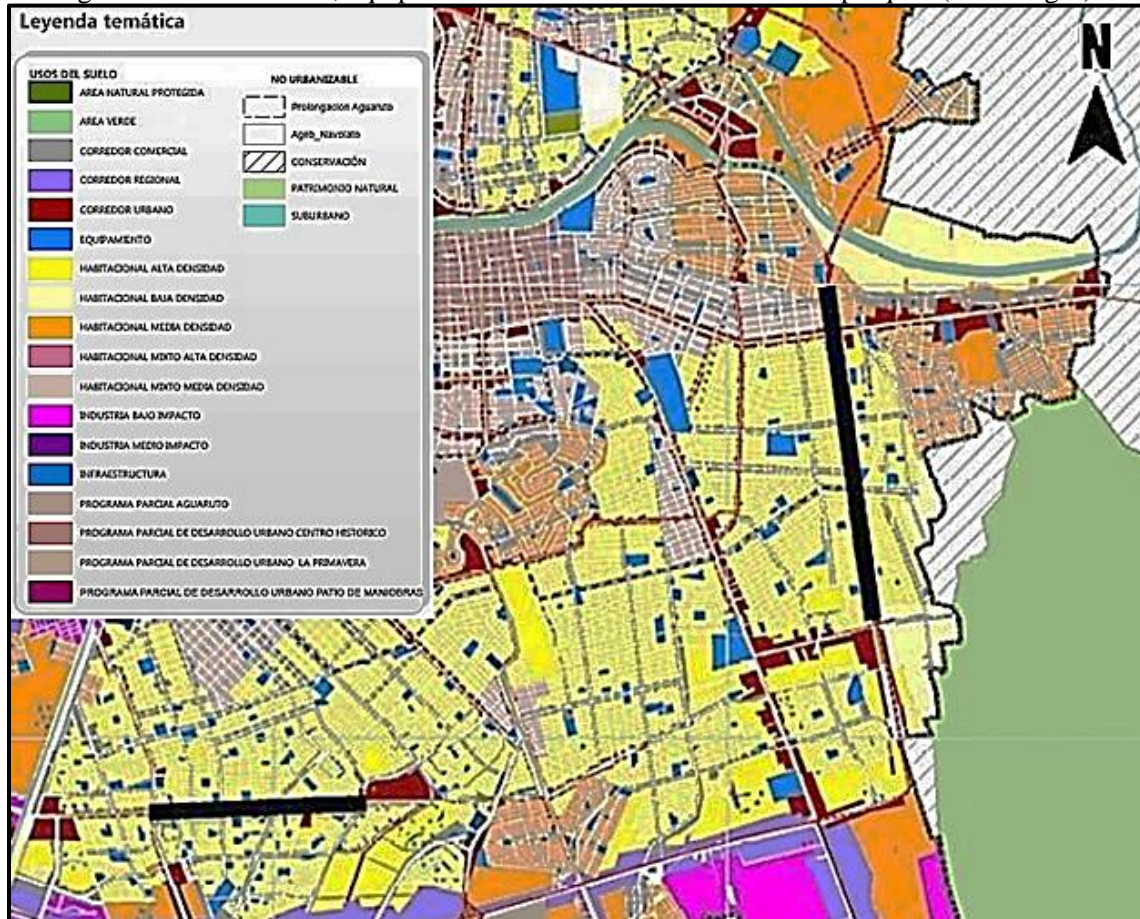 Leyenda temática
USOS DEL SUELO
AREA NATURAL PROTEGIDA
AREA VERDE
CORREDOR COMERCIAL
CORREDOR REGIONAL
CORREDOR URBANO
EQUIPAMIENTO
HABITACIONAL ALTA DENSIDAD
HABITACIONAL BAJA DENSIDAD
HABITACIONAL MEDIA DENSIDAD
HABITACIONAL MIXTO ALTA DENSIDAD
HABITACIONAL MIXTO MEDIA DENSIDAD
INDUSTRIA BAJO IMPACTO
INDUSTRIA MEDIO IMPACTO
INFRAESTRUCTURA
PROGRAMA PARCIAL AGUARUTO
PROGRAMA PARCIAL DE DESARROLLO URBANO CENTRO HISTORICO
PROGRAMA PARCIAL DE DESARROLLO URBANO LA PRIMAVERA
PROGRAMA PARCIAL DE DESARROLLO URBANO PATIO DE MANIOBRAS
NO URBANIZABLE
Ageb_Navolato
CONSERVACIÓN
PATRIMONIO NATURAL
SUBURBANO
N